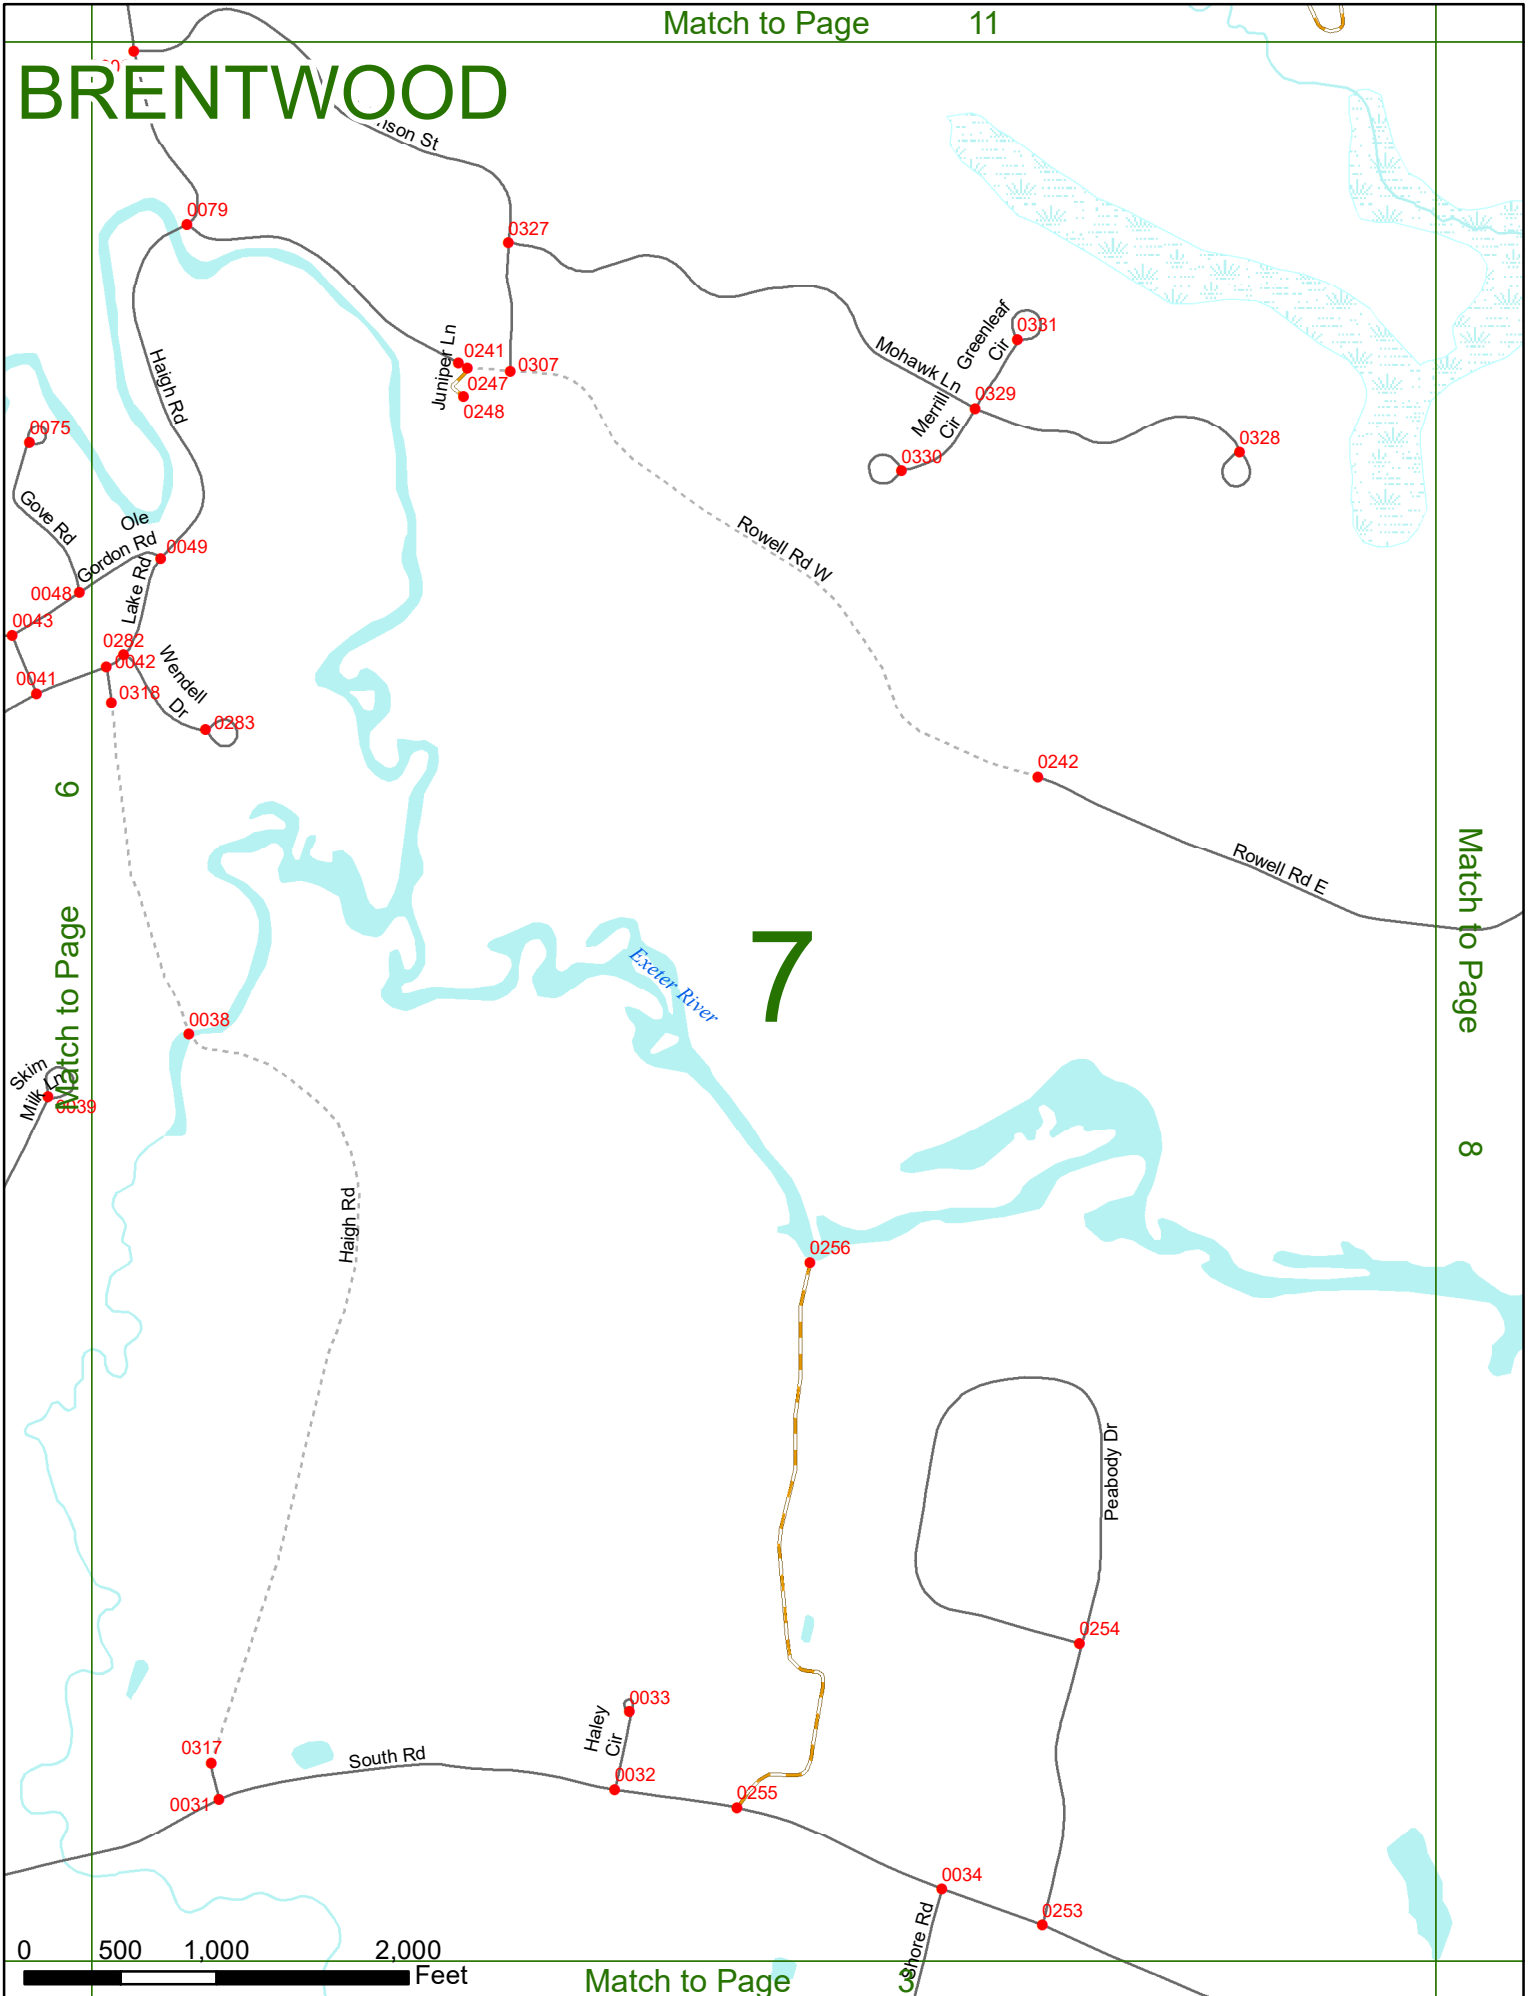 Match to Page 11
BRENTWOOD
nson St
0079
0327
Greenleaf
Cir
0331
Juniper Ln
0241
0307
0247
0248
Mohawk Ln
0329
Merrill
Cir
0330
0328
Haigh Rd
0075
Gove Rd
Ole
Gordon Rd
0049
Lake Rd
0048
0043
0282
0042
0041
0318
Wendell
Dr
0283
Rowell Rd W
0242
Rowell Rd E
Match to Page 6
Match to Page 8
7
Exeter River
0038
Skim
Milk Ln
0039
Haigh Rd
0256
Peabody Dr
0254
0033
Haley
Cir
0317
South Rd
0031
0032
0255
0034
0253
Shore Rd
0 500 1,000 2,000
Feet
Match to Page 3